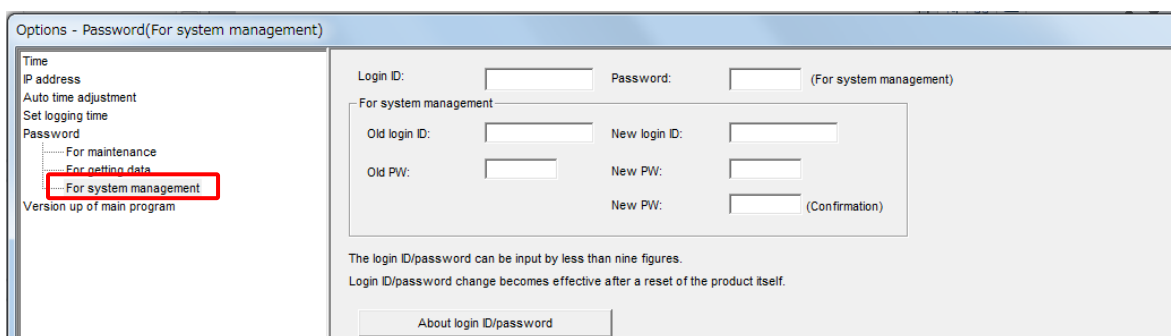 Options - Password(For system management)
Time
IP address
Auto time adjustment
Set logging time
Password
For maintenance
For getting data
For system management
Version up of main program
Login ID: Password: (For system management)
For system management
Old login ID: New login ID:
Old PW: New PW:
New PW: (Confirmation)
The login ID/password can be input by less than nine figures.
Login ID/password change becomes effective after a reset of the product itself.
About login ID/password